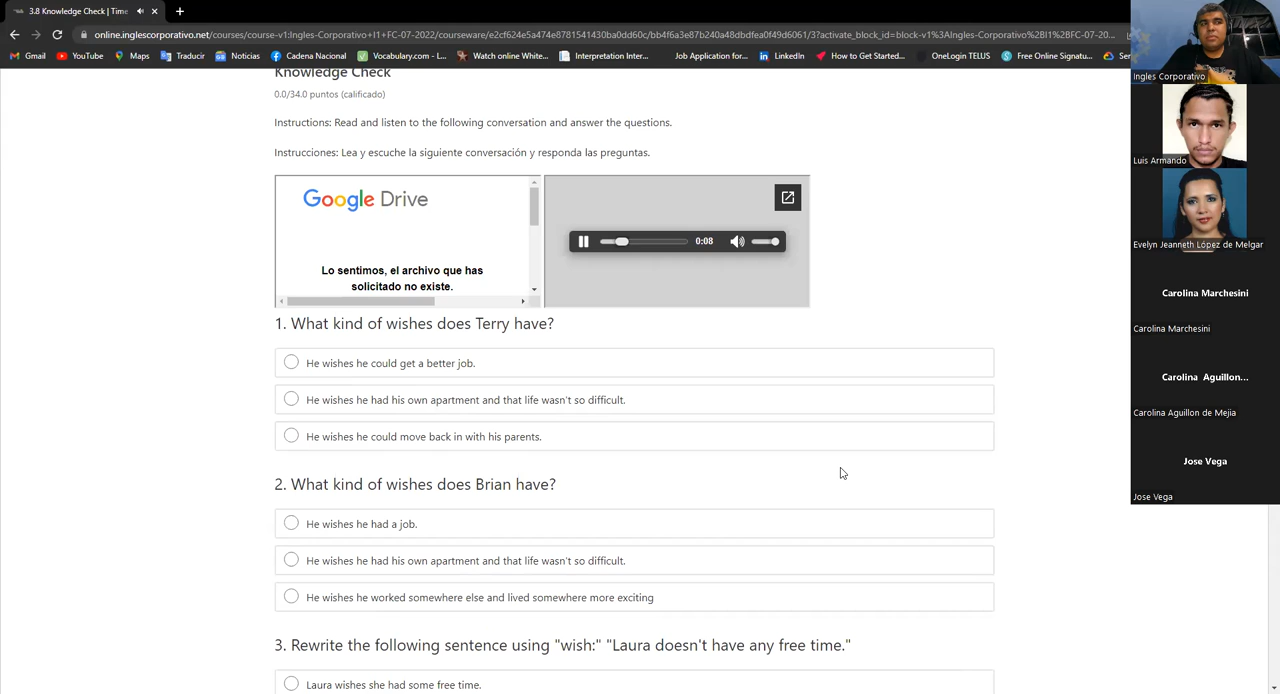 3.8 Knowledge Check | Time
online.inglescorporativo.net/courses/course-v1:Ingles-Corporativo+I1+FC-07-2022/courseware/e2cf624e5a474e8781541430ba0dd60c/bb4f6a3e87b240a48dbdfea0f49d6061/3?activate_block_id=block-v1%3AIngles-Corporativo%2BI1%2BFC-07-20...
Gmail YouTube Maps Traducir Noticias Cadena Nacional Vocabulary.com - L... Watch online White... Interpretation Inter... Job Application for... LinkedIn How to Get Started... OneLogin TELUS Free Online Signatu... Ser
Knowledge Check
0.0/34.0 puntos (calificado)
Instructions: Read and listen to the following conversation and answer the questions.
Instrucciones: Lea y escuche la siguiente conversación y responda las preguntas.
Google Drive
Lo sentimos, el archivo que has
solicitado no existe.
0:08
1. What kind of wishes does Terry have?
He wishes he could get a better job.
He wishes he had his own apartment and that life wasn't so difficult.
He wishes he could move back in with his parents.
2. What kind of wishes does Brian have?
He wishes he had a job.
He wishes he had his own apartment and that life wasn't so difficult.
He wishes he worked somewhere else and lived somewhere more exciting
3. Rewrite the following sentence using "wish:" "Laura doesn't have any free time."
Laura wishes she had some free time.
Ingles Corporativo
Luis Armando
Evelyn Jeanneth López de Melgar
Carolina Marchesini
Carolina Marchesini
Carolina Aguillon...
Carolina Aguillon de Mejia
Jose Vega
Jose Vega